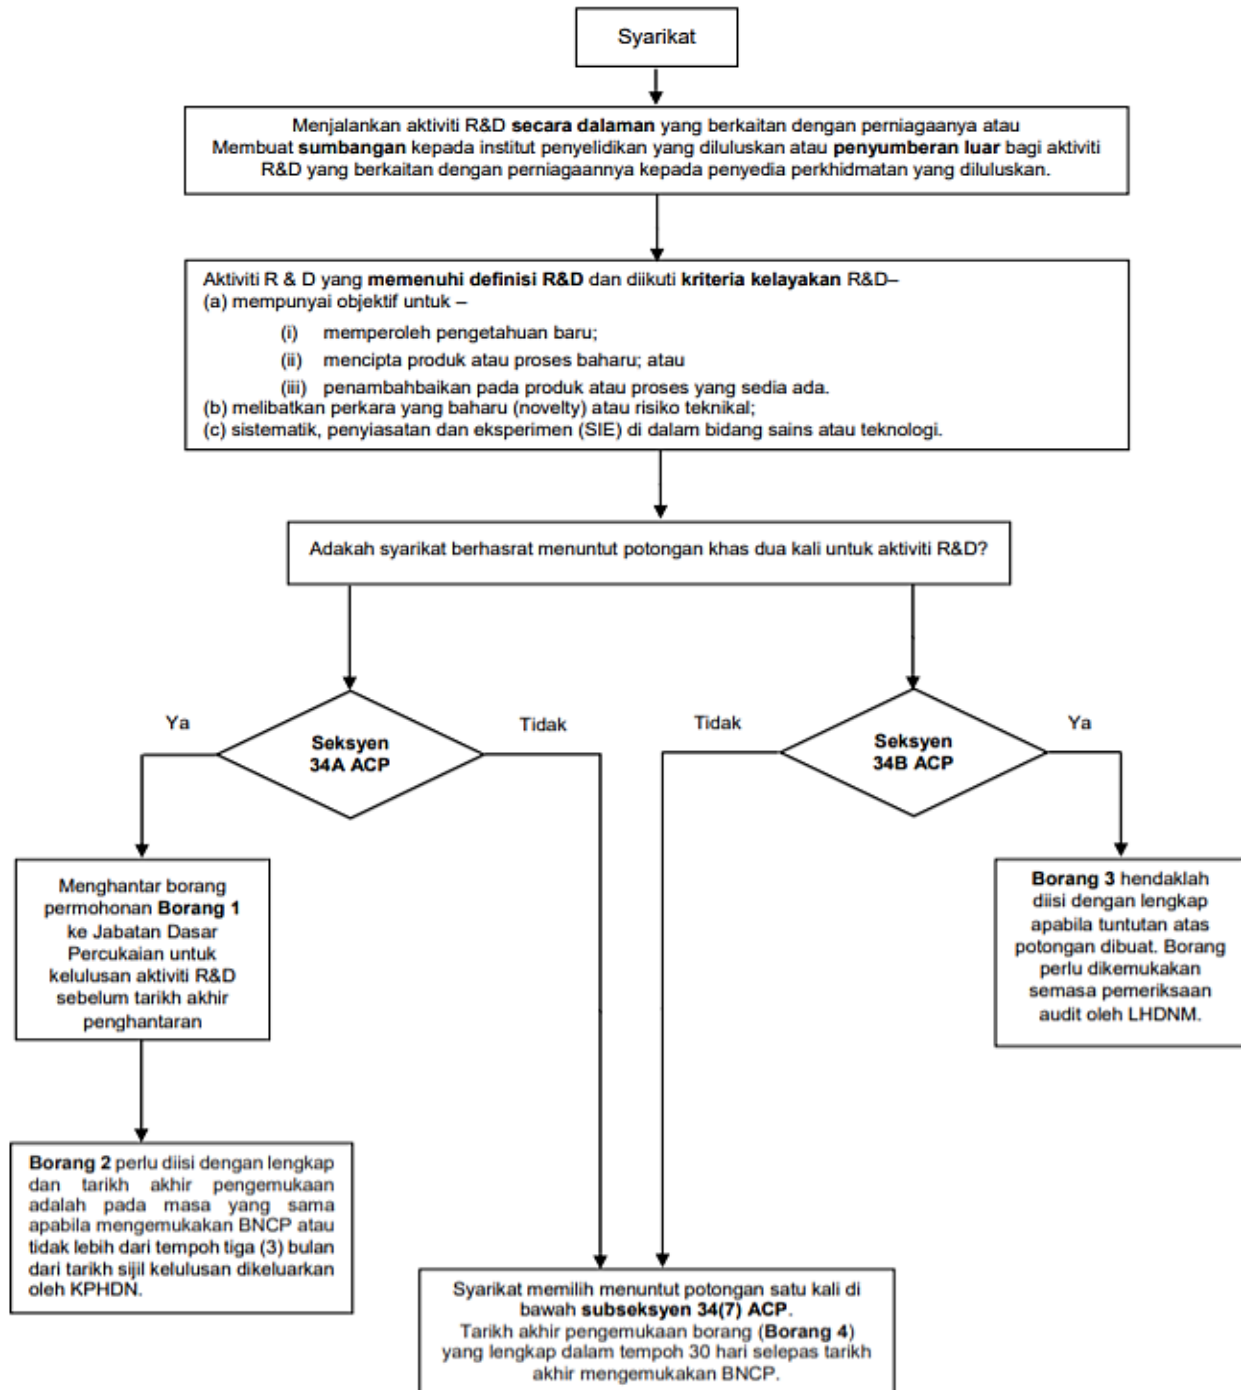 Syarikat
Menjalankan aktiviti R&D secara dalaman yang berkaitan dengan perniagaanya atau
Membuat sumbangan kepada institut penyelidikan yang diluluskan atau penyumberan luar bagi aktiviti
R&D yang berkaitan dengan perniagaannya kepada penyedia perkhidmatan yang diluluskan.
Aktiviti R & D yang memenuhi definisi R&D dan diikuti kriteria kelayakan R&D–
(a) mempunyai objektif untuk –
(i) memperoleh pengetahuan baru;
(ii) mencipta produk atau proses baharu; atau
(iii) penambahbaikan pada produk atau proses yang sedia ada.
(b) melibatkan perkara yang baharu (novelty) atau risiko teknikal;
(c) sistematik, penyiasatan dan eksperimen (SIE) di dalam bidang sains atau teknologi.
Adakah syarikat berhasrat menuntut potongan khas dua kali untuk aktiviti R&D?
Ya
Seksyen
34A ACP
Tidak
Tidak
Seksyen
34B ACP
Ya
Menghantar borang
permohonan Borang 1
ke Jabatan Dasar
Percukaian untuk
kelulusan aktiviti R&D
sebelum tarikh akhir
penghantaran
Borang 3 hendaklah
diisi dengan lengkap
apabila tuntutan atas
potongan dibuat. Borang
perlu dikemukakan
semasa pemeriksaan
audit oleh LHDNM.
Borang 2 perlu diisi dengan lengkap
dan tarikh akhir pengemukaan
adalah pada masa yang sama
apabila mengemukakan BNCP atau
tidak lebih dari tempoh tiga (3) bulan
dari tarikh sijil kelulusan dikeluarkan
oleh KPHDN.
Syarikat memilih menuntut potongan satu kali di
bawah subseksyen 34(7) ACP.
Tarikh akhir pengemukaan borang (Borang 4)
yang lengkap dalam tempoh 30 hari selepas tarikh
akhir mengemukakan BNCP.